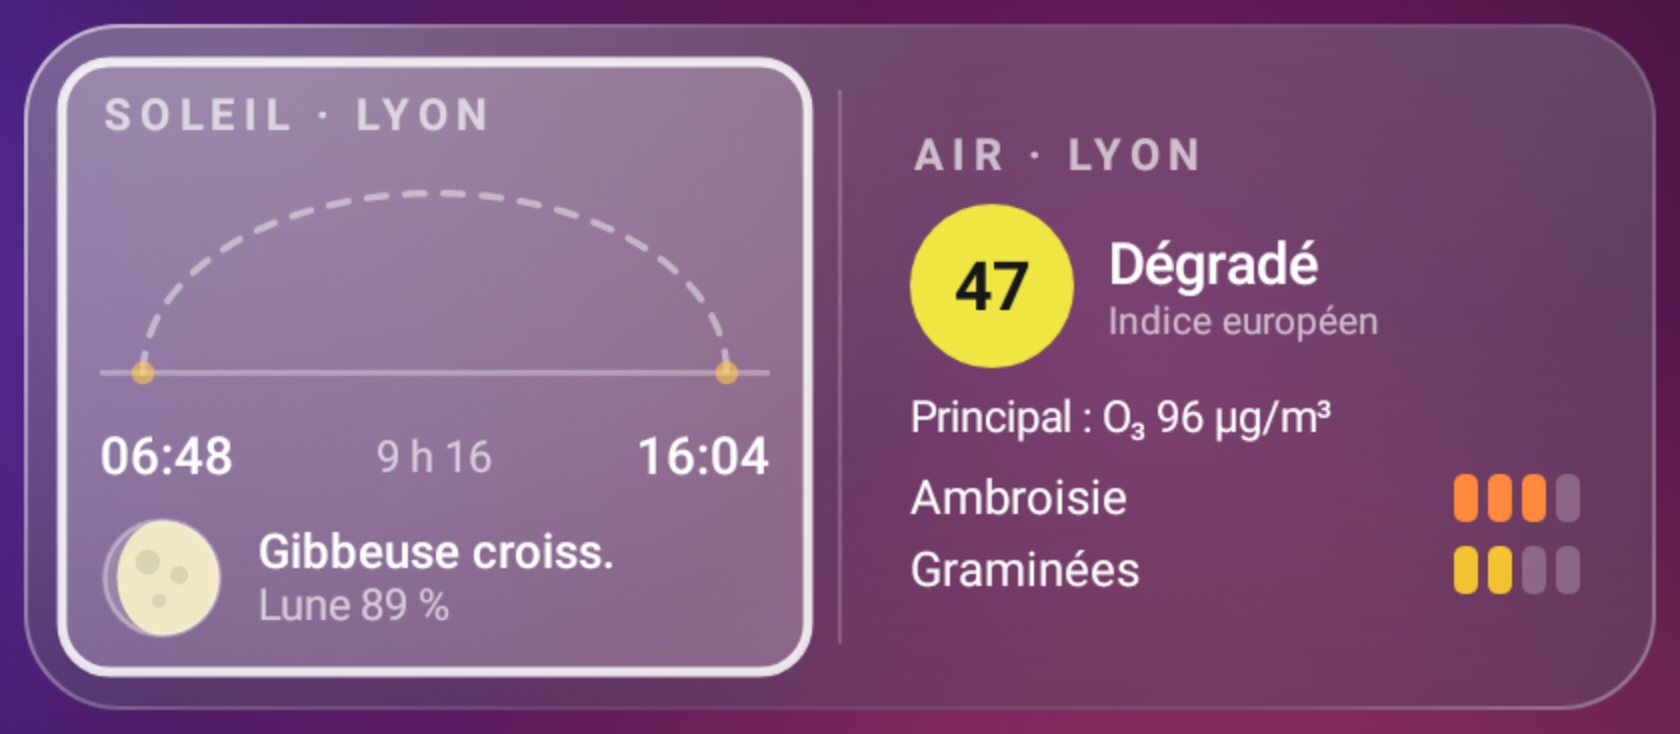 SOLEIL · LYON
06:48 9 h 16 16:04
Gibbeuse croiss.
Lune 89 %
AIR · LYON
47
Dégradé
Indice européen
Principal : O₃ 96 µg/m³
Ambroisie
Graminées